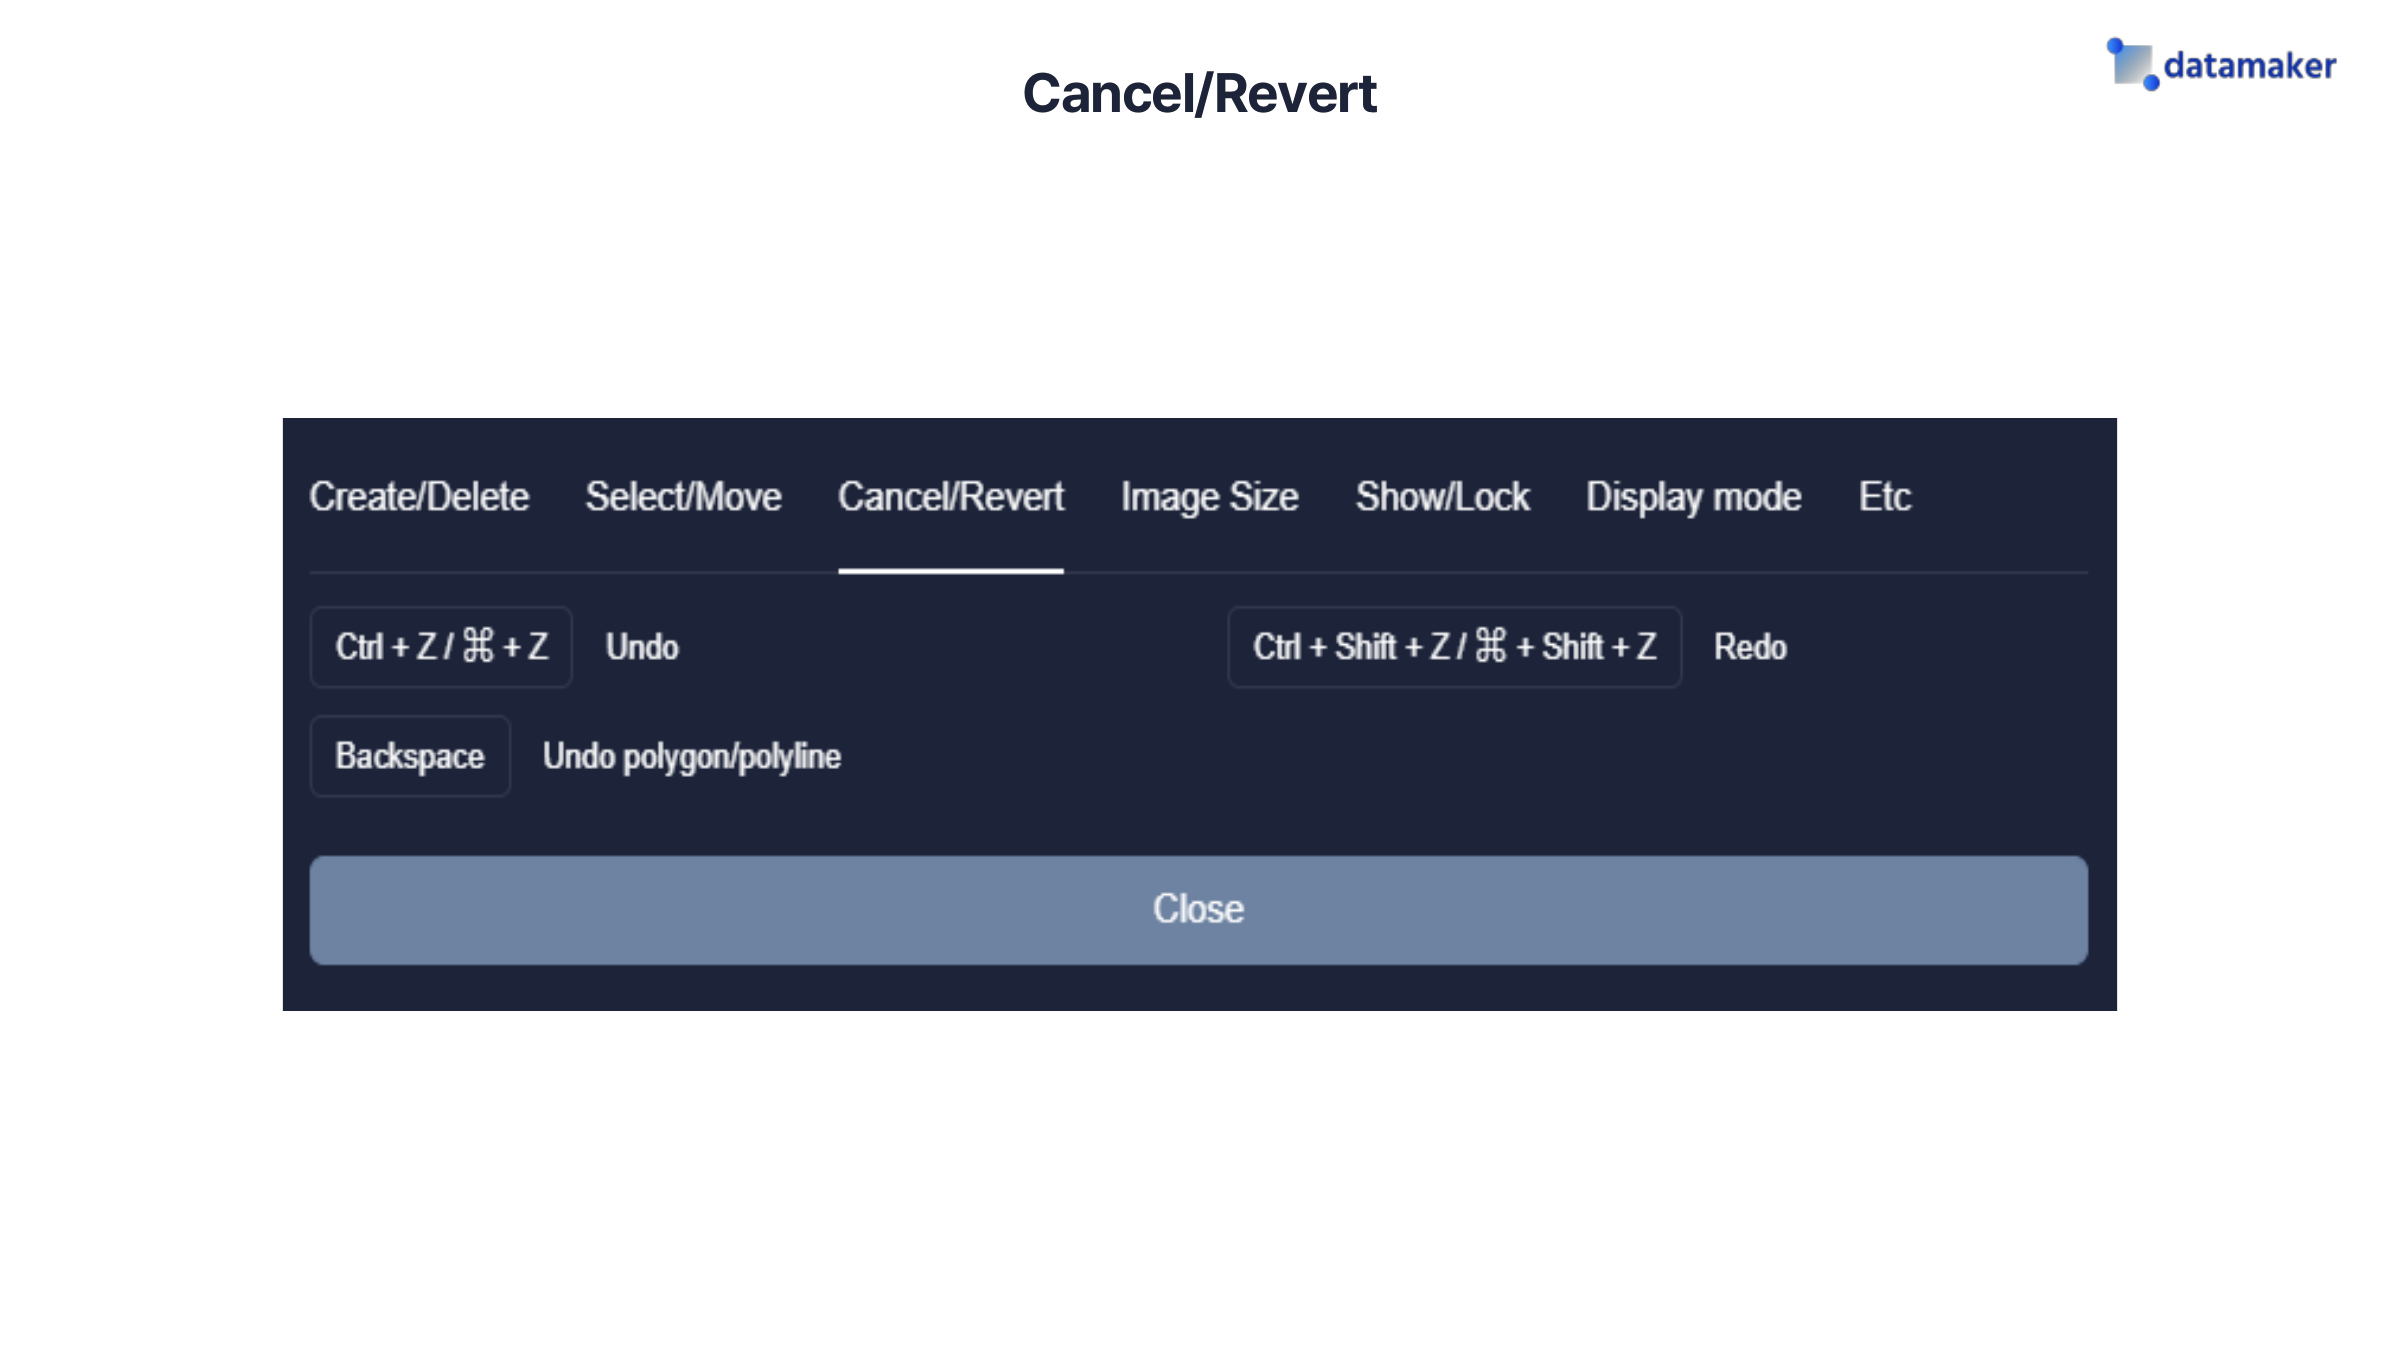 Cancel/Revert
datamaker
Create/Delete Select/Move Cancel/Revert Image Size Show/Lock Display mode Etc
Ctrl + Z / ⌘ + Z Undo Ctrl + Shift + Z / ⌘ + Shift + Z Redo
Backspace Undo polygon/polyline
Close